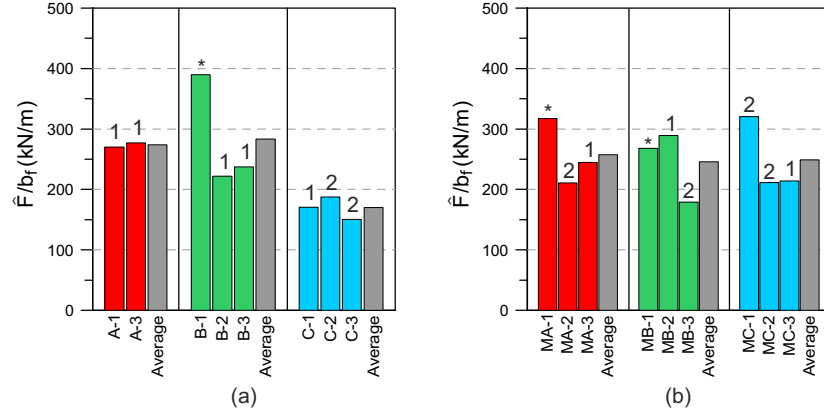 500
400
300
200
100
0
F̂/b_f (kN/m)
1
1
*
1
1
1
2
2
A-1
A-3
Average
B-1
B-2
B-3
Average
C-1
C-2
C-3
Average
(a)
500
400
300
200
100
0
F̂/b_f (kN/m)
*
2
1
*
1
2
2
2
1
MA-1
MA-2
MA-3
Average
MB-1
MB-2
MB-3
Average
MC-1
MC-2
MC-3
Average
(b)